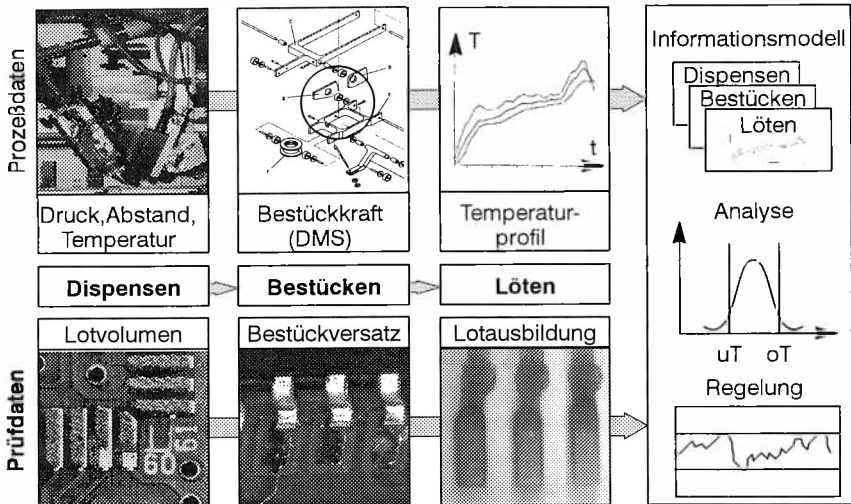 Prozeßdaten
Druck,Abstand,
Temperatur
Bestückkraft
(DMS)
T
t
Temperatur-
profil
Dispensen
Bestücken
Löten
Prüfdaten
Lotvolumen
Bestückversatz
Lotausbildung
Informationsmodell
Dispensen
Bestücken
Löten
Analyse
uT
oT
Regelung